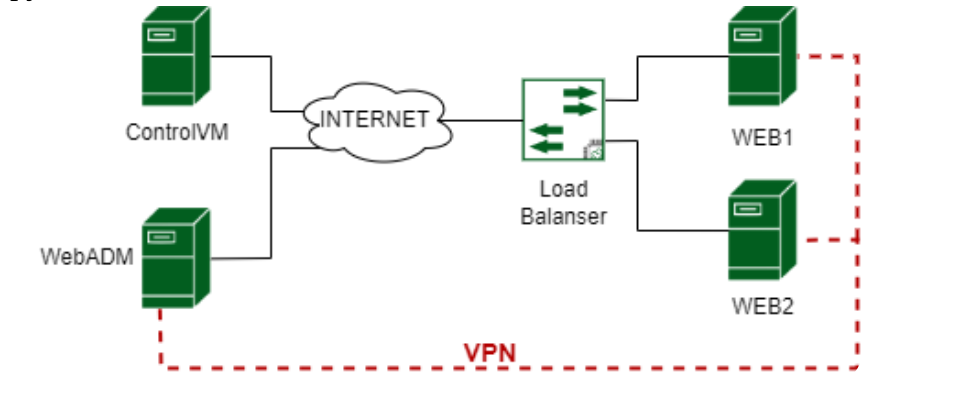 ControlVM
INTERNET
WEB1
Load
Balanser
WebADM
WEB2
VPN